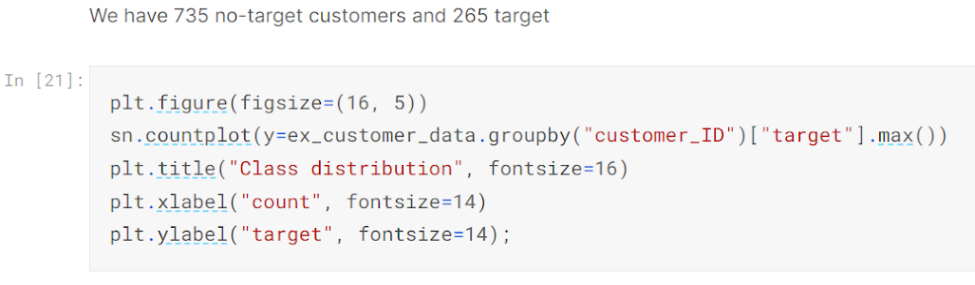 We have 735 no-target customers and 265 target
In [21]:
plt.figure(figsize=(16, 5))
sn.countplot(y=ex_customer_data.groupby("customer_ID")["target"].max())
plt.title("Class distribution", fontsize=16)
plt.xlabel("count", fontsize=14)
plt.ylabel("target", fontsize=14);